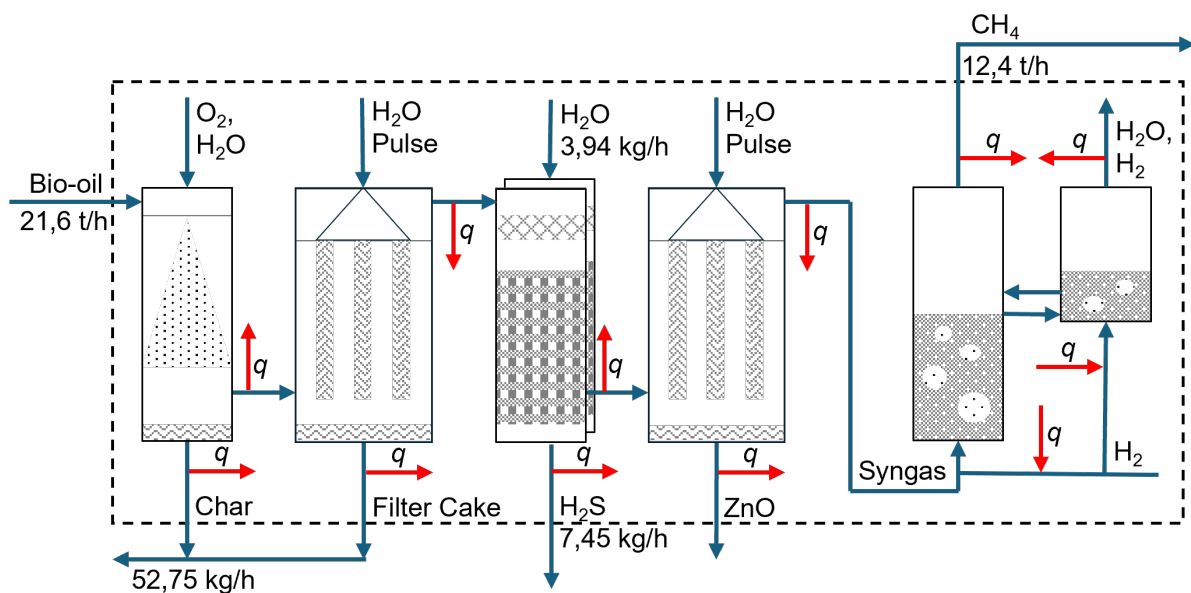 CH₄
12,4 t/h
O₂,
H₂O
H₂O
Pulse
H₂O
3,94 kg/h
H₂O
Pulse
H₂O,
H₂
q
q
Bio-oil
21,6 t/h
q
q
q
q
q
q
q
q
q
q
Char
Filter Cake
H₂S
7,45 kg/h
ZnO
Syngas
H₂
52,75 kg/h